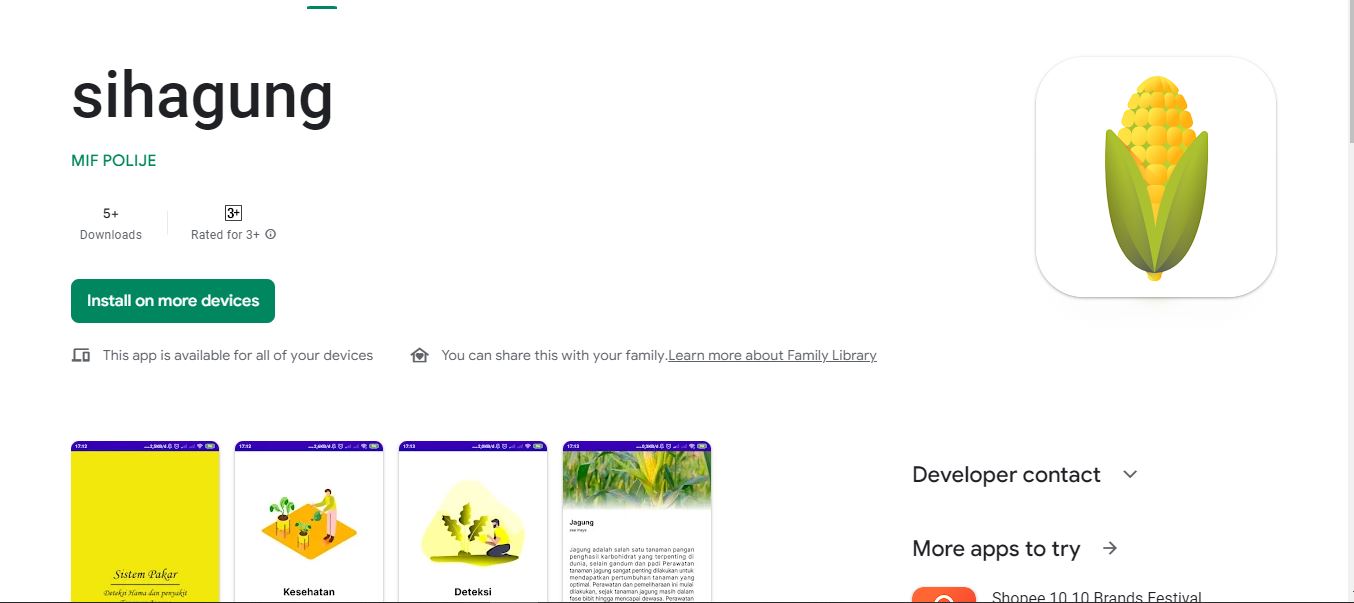 sihagung
MIF POLIJE
5+
Downloads
3+
Rated for 3+
Install on more devices
This app is available for all of your devices
You can share this with your family.Learn more about Family Library
17:13
17:13
17:13
17:13
Sistem Pakar
Deteksi Hama dan penyakit
Kesehatan
Deteksi
Jagung
zea mays
Jagung adalah salah satu tanaman pangan
penghasil karbohidrat yang terpenting di
dunia, selain gandum dan padi. Perawatan
tanaman jagung sangat penting dilakukan untuk
mendapatkan pertumbuhan tanaman yang
optimal. Perawatan dan pemeliharaan ini mulai
dilakukan, sejak tanaman jagung masih dalam
fase bibit hingga mencapai dewasa. Perawatan
Developer contact
More apps to try
Shopee 10.10 Brands Festival